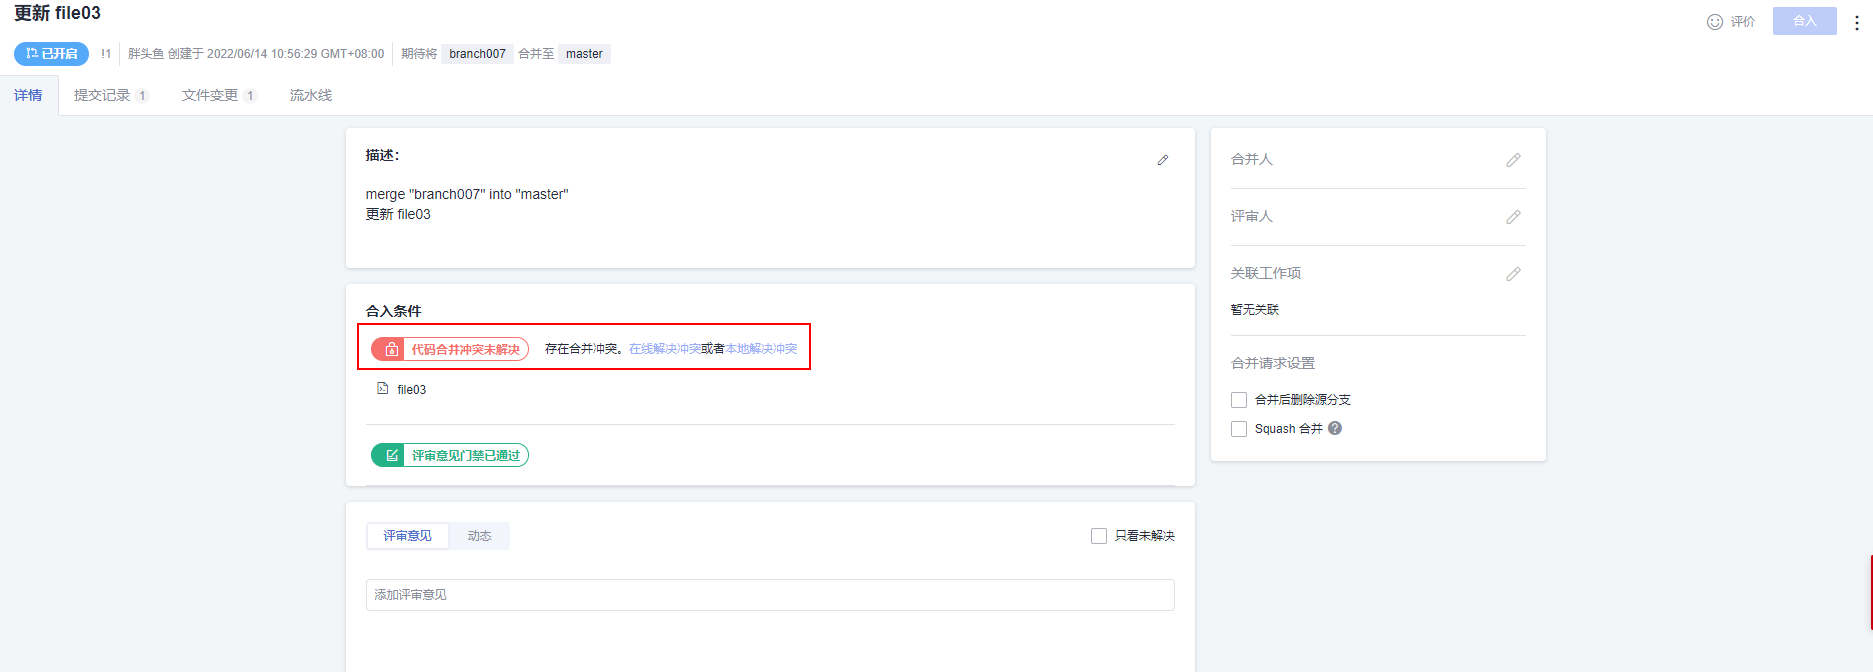 更新 file03
评价
合入
已开启 !1 胖头鱼 创建于 2022/06/14 10:56:29 GMT+08:00 期待将 branch007 合并至 master
详情 提交记录 1 文件变更 1 流水线
描述：
merge "branch007" into "master"
更新 file03
合入条件
代码合并冲突未解决 存在合并冲突。在线解决冲突或者本地解决冲突
file03
评审意见门禁已通过
评审意见 动态 只看未解决
添加评审意见
合并人
评审人
关联工作项
暂无关联
合并请求设置
合并后删除源分支
Squash 合并 ?